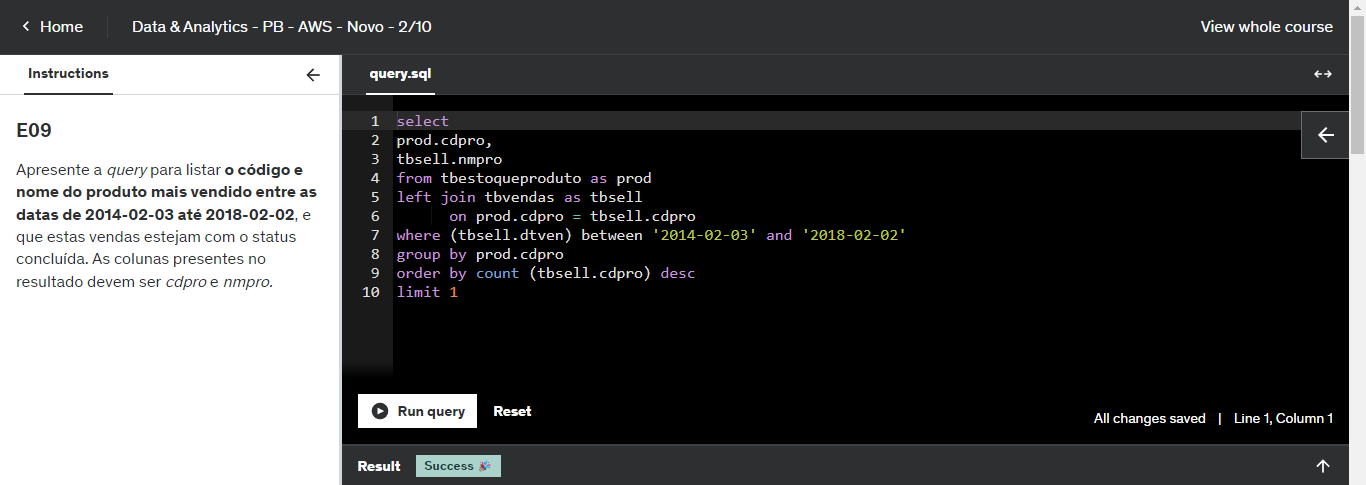 Home
Data & Analytics - PB - AWS - Novo - 2/10
View whole course
Instructions
query.sql
E09
Apresente a query para listar o código e
nome do produto mais vendido entre as
datas de 2014-02-03 até 2018-02-02, e
que estas vendas estejam com o status
concluída. As colunas presentes no
resultado devem ser cdpro e nmpro.
1 select
2 prod.cdpro,
3 tbsell.nmpro
4 from tbestoqueproduto as prod
5 left join tbvendas as tbsell
6 on prod.cdpro = tbsell.cdpro
7 where (tbsell.dtven) between '2014-02-03' and '2018-02-02'
8 group by prod.cdpro
9 order by count (tbsell.cdpro) desc
10 limit 1
Run query
Reset
All changes saved | Line 1, Column 1
Result
Success 🎉